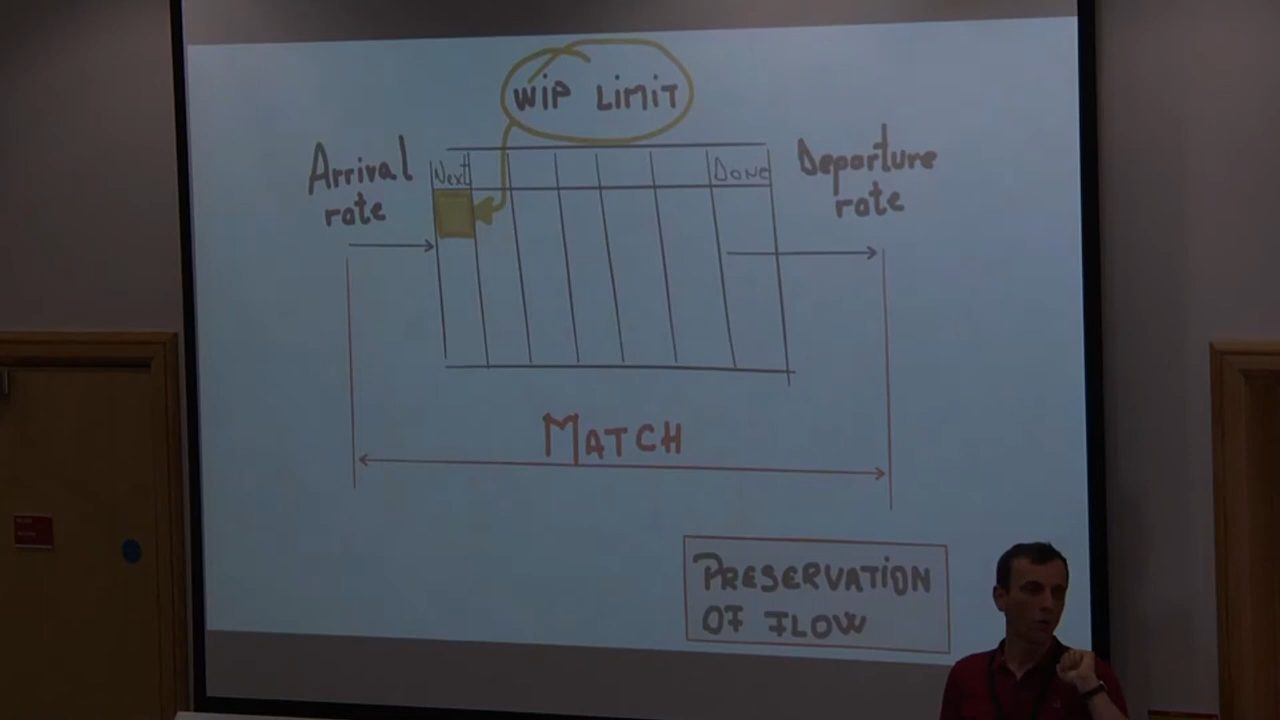 WiP LiMiT
Arrival
rate
Next
Done
Departure
rate
MATCH
PRESERVATiON
OF FLOW